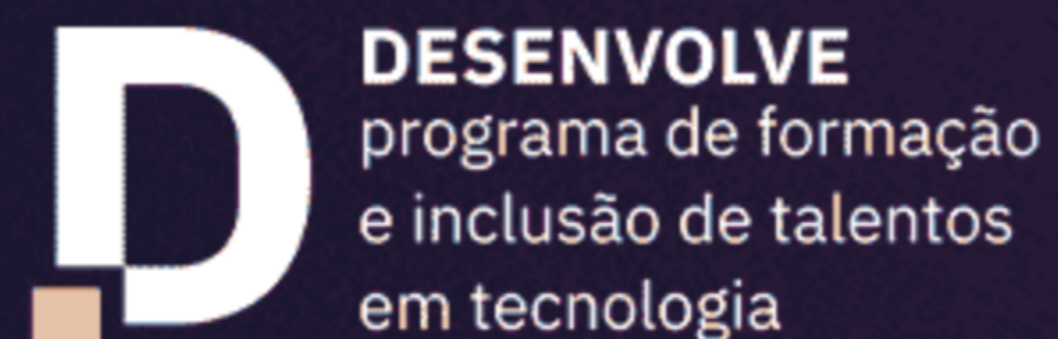 D
DESENVOLVE
programa de formação
e inclusão de talentos
em tecnologia